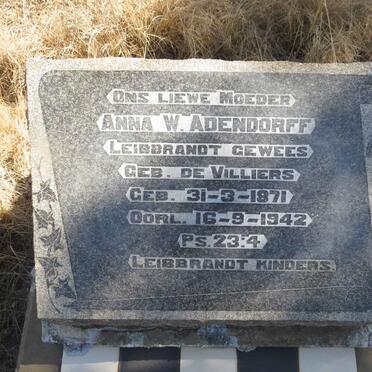 Ons Liewe Moeder
Anna W. Adendorff
Leibbrandt gewees
Geb. de Villiers
Geb. 31-3-1871
Oorl. 16-9-1942
Ps. 23:4.
Leibbrandt kinders.